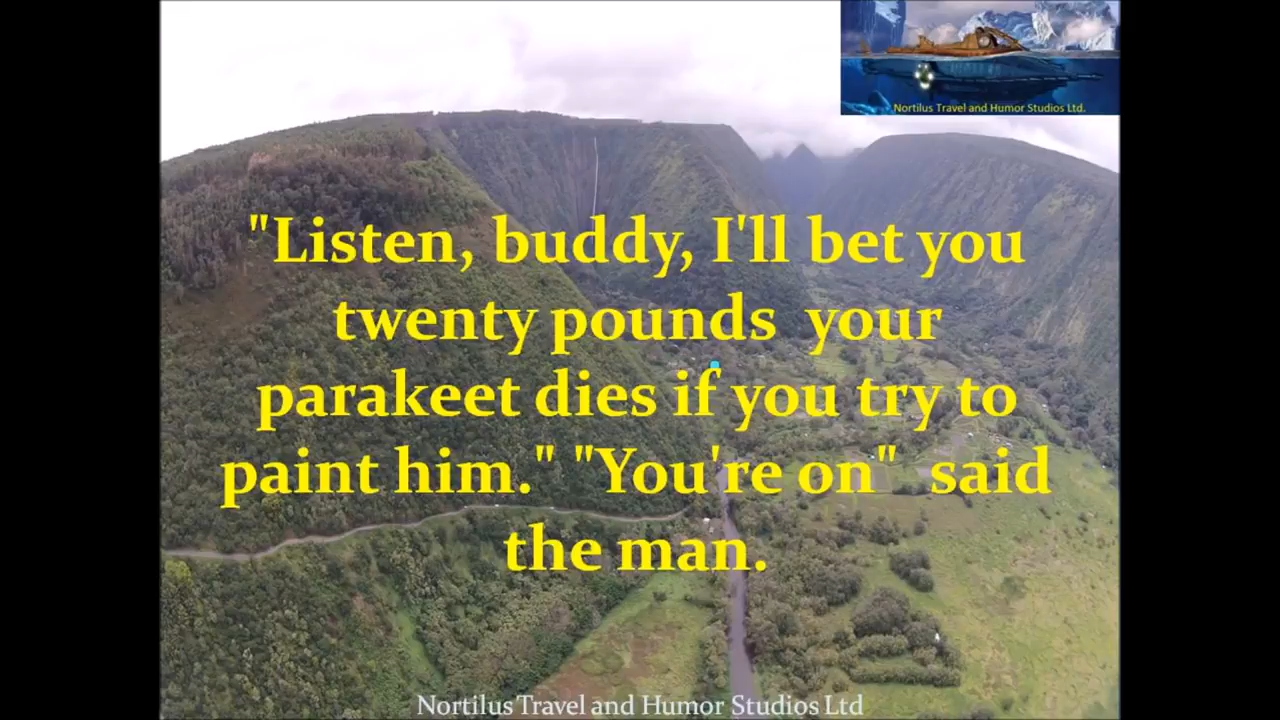 Nortilus Travel and Humor Studios Ltd.
"Listen, buddy, I'll bet you
twenty pounds  your
parakeet dies if you try to
paint him." "You're on"  said
the man.
Nortilus Travel and Humor Studios Ltd